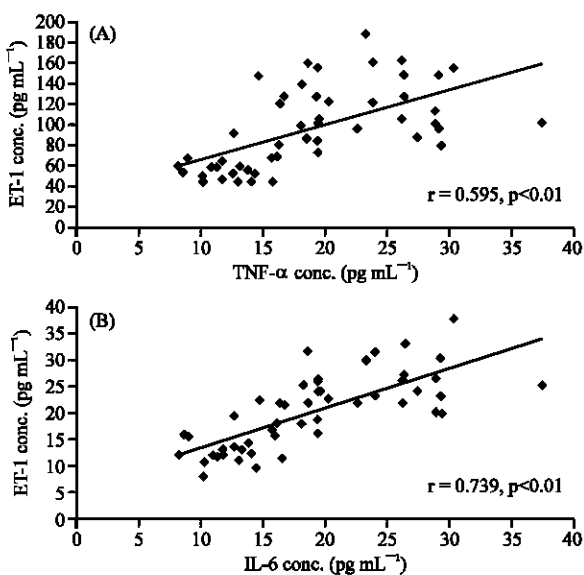 (A)
200
180
160
140
120
100
80
60
40
20
0
ET-1 conc. (pg mL⁻¹)
r = 0.595, p<0.01
0 5 10 15 20 25 30 35 40
TNF-α conc. (pg mL⁻¹)
(B)
40
35
30
25
20
15
10
5
0
ET-1 conc. (pg mL⁻¹)
r = 0.739, p<0.01
0 5 10 15 20 25 30 35 40
IL-6 conc. (pg mL⁻¹)